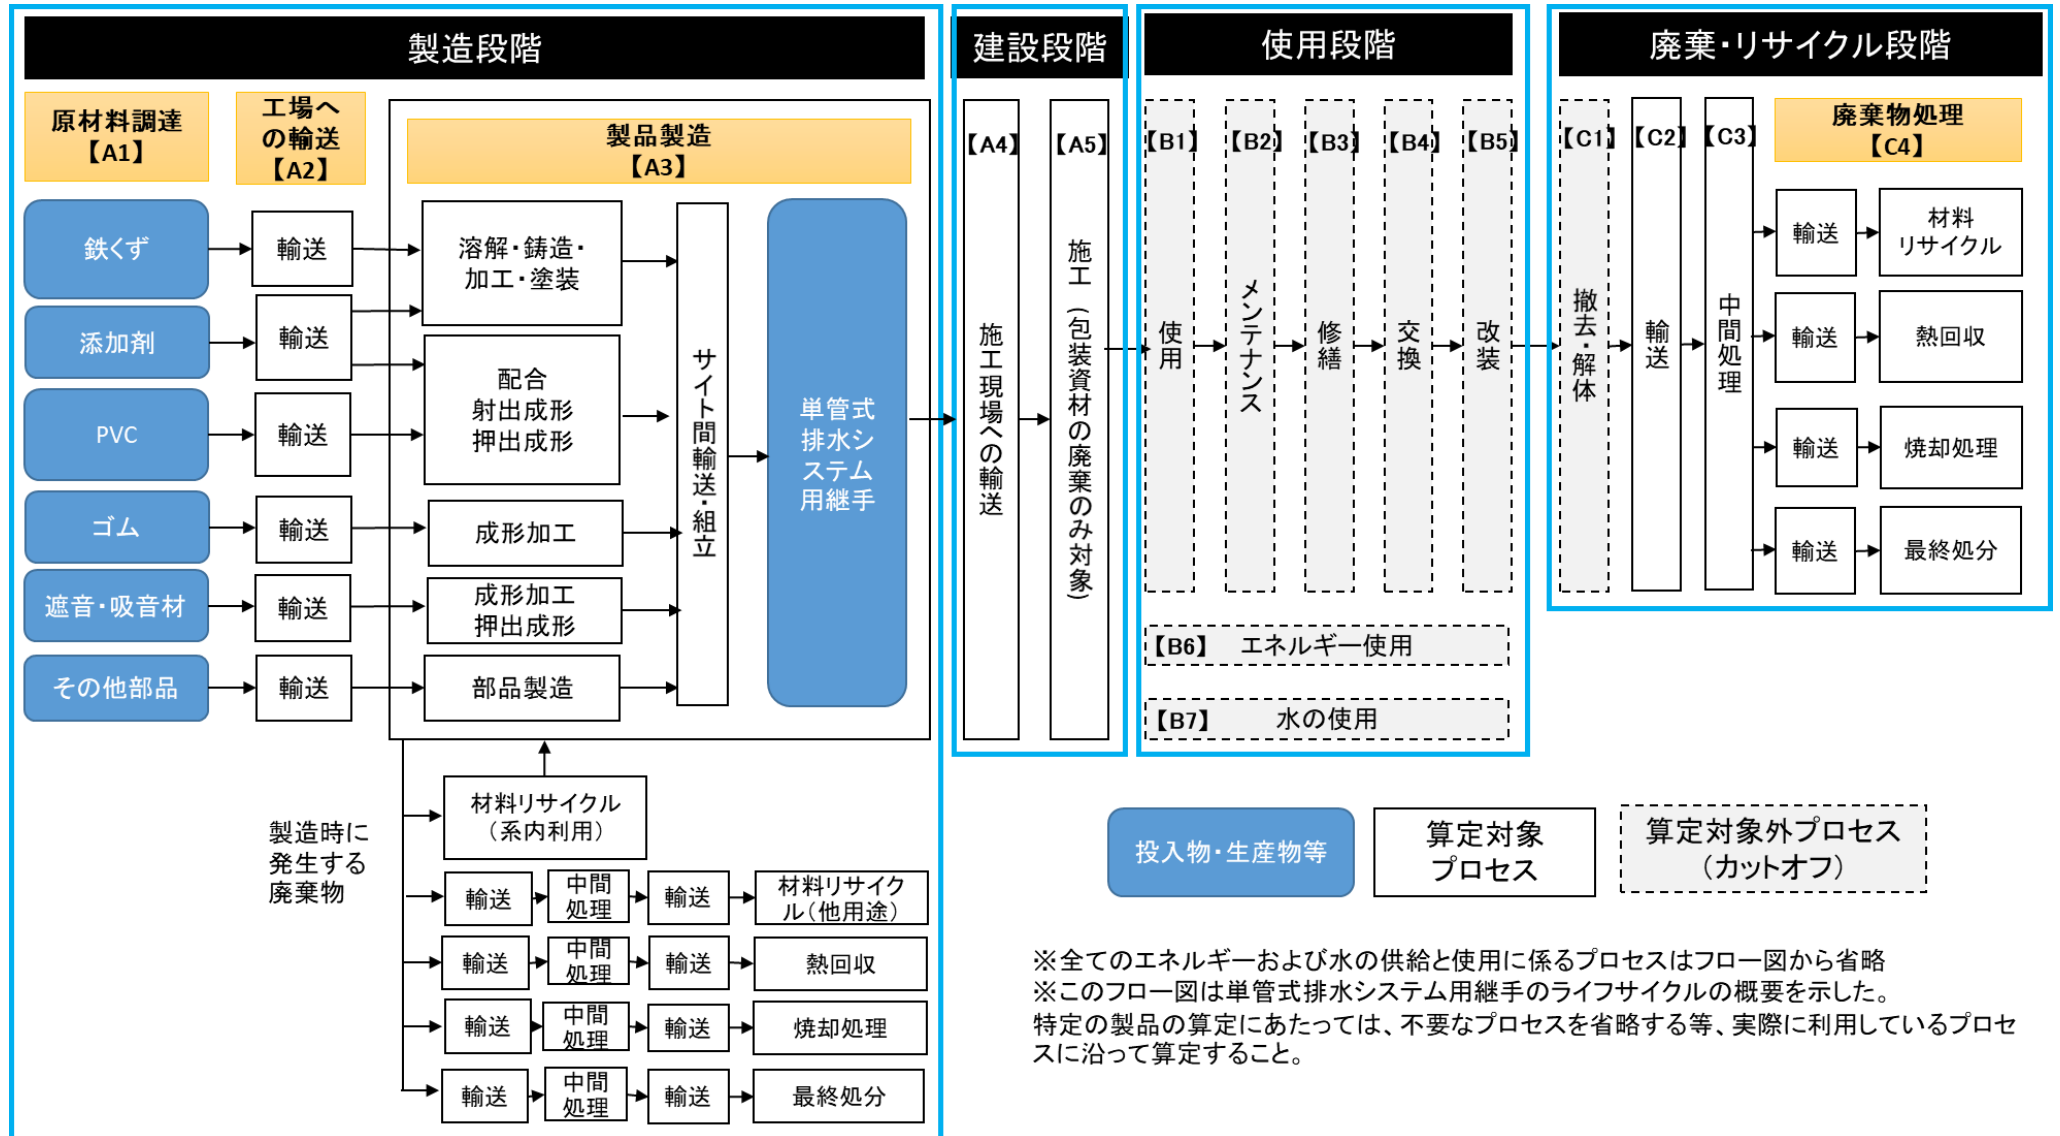 製造段階
原材料調達
【A1】
工場へ
の輸送
【A2】
製品製造
【A3】
鉄くず
添加剤
PVC
ゴム
遮音・吸音材
その他部品
輸送
輸送
輸送
輸送
輸送
輸送
溶解・鋳造・
加工・塗装
配合
射出成形
押出成形
成形加工
成形加工
押出成形
部品製造
サイト間輸送・組立
単管式
排水シ
ステム
用継手
製造時に
発生する
廃棄物
材料リサイクル
（系内利用）
輸送
中間
処理
輸送
材料リサイク
ル（他用途）
輸送
中間
処理
輸送
熱回収
輸送
中間
処理
輸送
焼却処理
輸送
中間
処理
輸送
最終処分
建設段階
【A4】
施工現場への輸送
【A5】
施工（包装資材の廃棄のみ対象）
使用段階
【B1】
使用
【B2】
メンテナンス
【B3】
修繕
【B4】
交換
【B5】
改装
【B6】 エネルギー使用
【B7】 水の使用
廃棄・リサイクル段階
【C1】
撤去・解体
【C2】
輸送
【C3】
中間処理
廃棄物処理
【C4】
輸送
材料
リサイクル
輸送
熱回収
輸送
焼却処理
輸送
最終処分
投入物・生産物等
算定対象
プロセス
算定対象外プロセス
（カットオフ）
※全てのエネルギーおよび水の供給と使用に係るプロセスはフロー図から省略
※このフロー図は単管式排水システム用継手のライフサイクルの概要を示した。
特定の製品の算定にあたっては、不要なプロセスを省略する等、実際に利用しているプロセ
スに沿って算定すること。